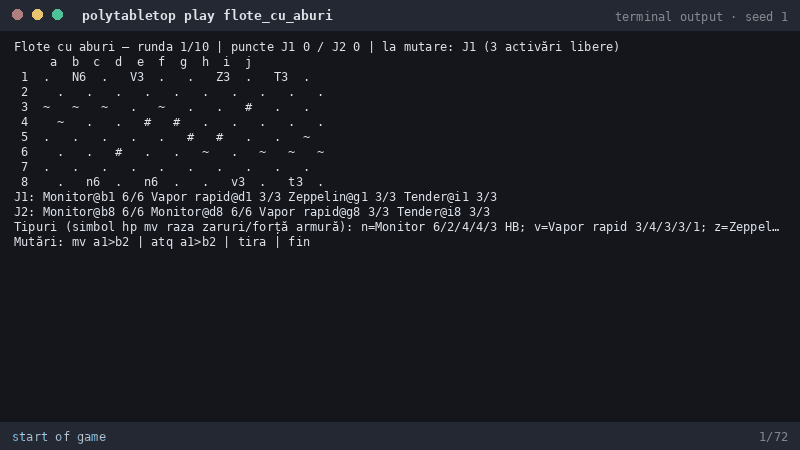 polytabletop play flote_cu_aburi
terminal output · seed 1
Flote cu aburi — runda 1/10 | puncte J1 0 / J2 0 | la mutare: J1 (3 activări libere)
a b c d e f g h i j
1 . N6 . V3 . . Z3 . T3 .
2 . . . . . . . . . .
3 ~ ~ ~ . ~ . . # . .
4 ~ . . # # . . . . .
5 . . . . . # # . . ~
6 . . # . . ~ . ~ ~ ~
7 . . . . . . . . . .
8 . n6 . n6 . . v3 . t3 .
J1: Monitor@b1 6/6 Vapor rapid@d1 3/3 Zeppelin@g1 3/3 Tender@i1 3/3
J2: Monitor@b8 6/6 Monitor@d8 6/6 Vapor rapid@g8 3/3 Tender@i8 3/3
Tipuri (simbol hp mv raza zaruri/forță armură): n=Monitor 6/2/4/4/3 HB; v=Vapor rapid 3/4/3/3/1; z=Zeppel…
Mutări: mv a1>b2 | atq a1>b2 | tira | fin
start of game
1/72